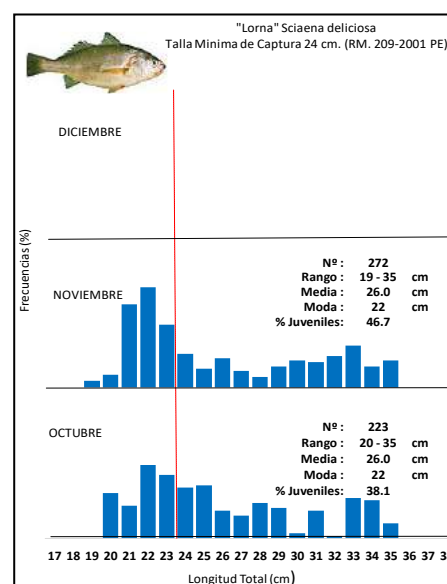 "Lorna" Sciaena deliciosa
Talla Minima de Captura 24 cm. (RM. 209-2001 PE)
DICIEMBRE
Frecuencias (%)
NOVIEMBRE
Nº : 272
Rango : 19 - 35 cm
Media : 26.0 cm
Moda : 22 cm
% Juveniles: 46.7
OCTUBRE
Nº : 223
Rango : 20 - 35 cm
Media : 26.0 cm
Moda : 22 cm
% Juveniles: 38.1
17 18 19 20 21 22 23 24 25 26 27 28 29 30 31 32 33 34 35 36 37
Longitud Total (cm)